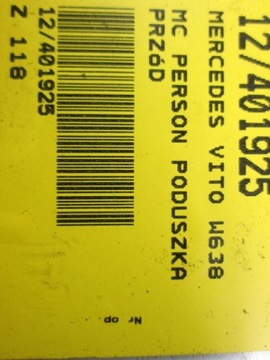 12/401925
MERCEDES VITO W638
MC PERSON PODUSZKA
PRZóD
12/401925
Z 118
Nr op.